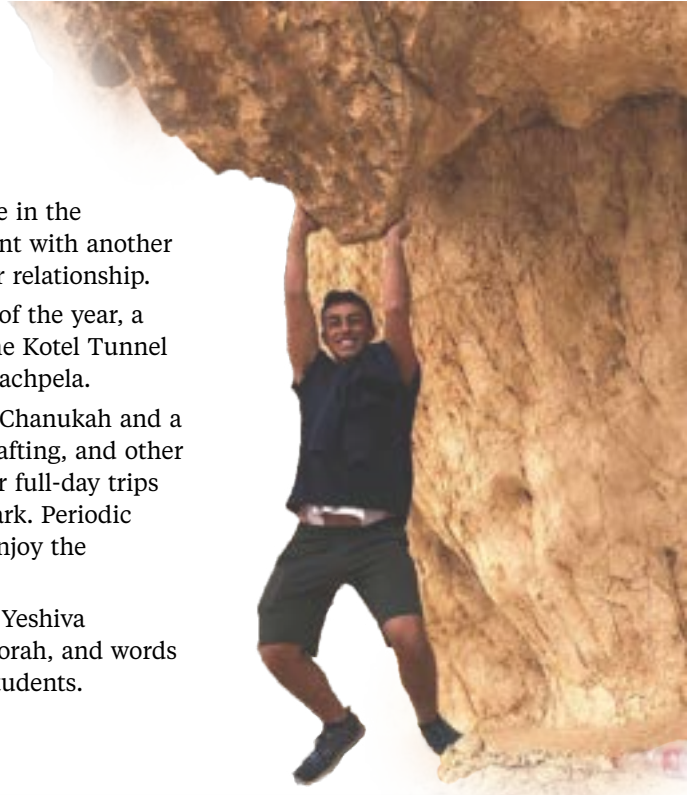 e in the
nt with another
r relationship.
of the year, a
e Kotel Tunnel
achpela.
Chanukah and a
afting, and other
r full-day trips
ark. Periodic
njoy the
Yeshiva
orah, and words
tudents.